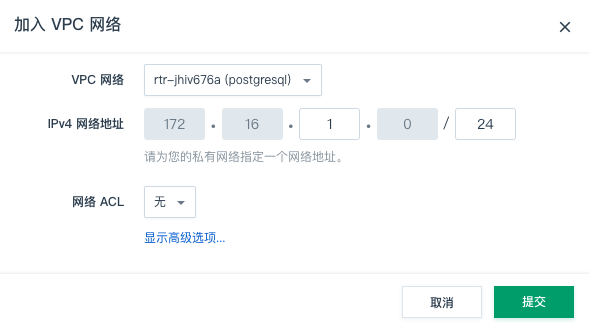 加入 VPC 网络
VPC 网络 rtr-jhiv676a (postgresql)
IPv4 网络地址 172 . 16 . 1 . 0 / 24
请为您的私有网络指定一个网络地址。
网络 ACL 无
显示高级选项...
取消 提交